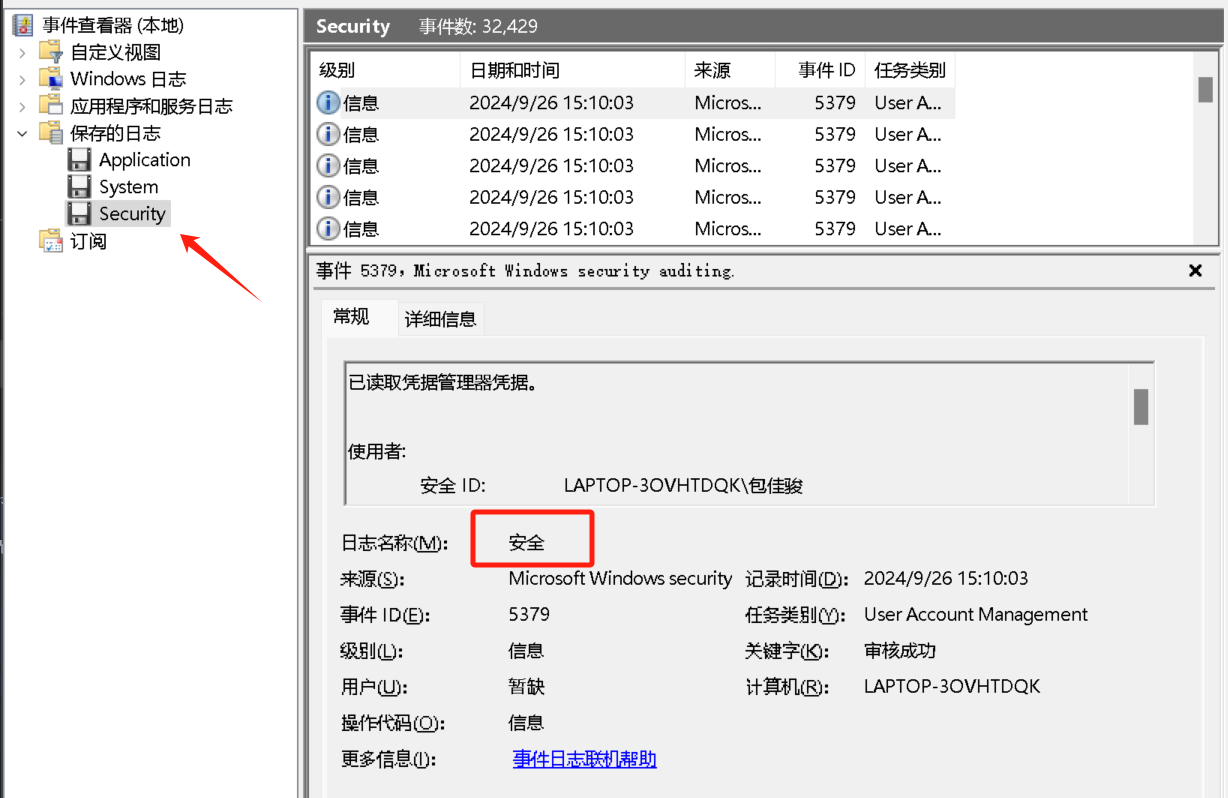 事件查看器 (本地)
自定义视图
Windows 日志
应用程序和服务日志
保存的日志
Application
System
Security
订阅
Security 事件数: 32,429
级别 日期和时间 来源 事件 ID 任务类别
信息 2024/9/26 15:10:03 Micros... 5379 User A...
信息 2024/9/26 15:10:03 Micros... 5379 User A...
信息 2024/9/26 15:10:03 Micros... 5379 User A...
信息 2024/9/26 15:10:03 Micros... 5379 User A...
信息 2024/9/26 15:10:03 Micros... 5379 User A...
事件 5379，Microsoft Windows security auditing.
常规 详细信息
已读取凭据管理器凭据。
使用者:
安全 ID: LAPTOP-3OVHTDQK\包佳骏
日志名称(M): 安全
来源(S): Microsoft Windows security 记录时间(D): 2024/9/26 15:10:03
事件 ID(E): 5379 任务类别(Y): User Account Management
级别(L): 信息 关键字(K): 审核成功
用户(U): 暂缺 计算机(R): LAPTOP-3OVHTDQK
操作代码(O): 信息
更多信息(I): 事件日志联机帮助